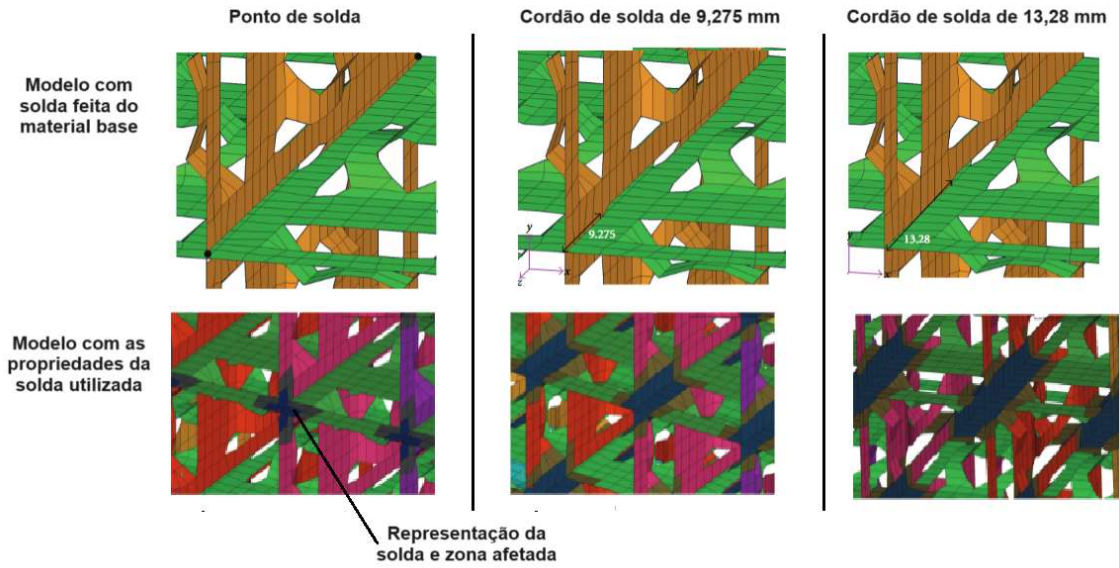 Ponto de solda
Cordão de solda de 9,275 mm
Cordão de solda de 13,28 mm
Modelo com
solda feita do
material base
y
9.275
x
z
y
13,28
x
Modelo com as
propriedades da
solda utilizada
Representação da
solda e zona afetada